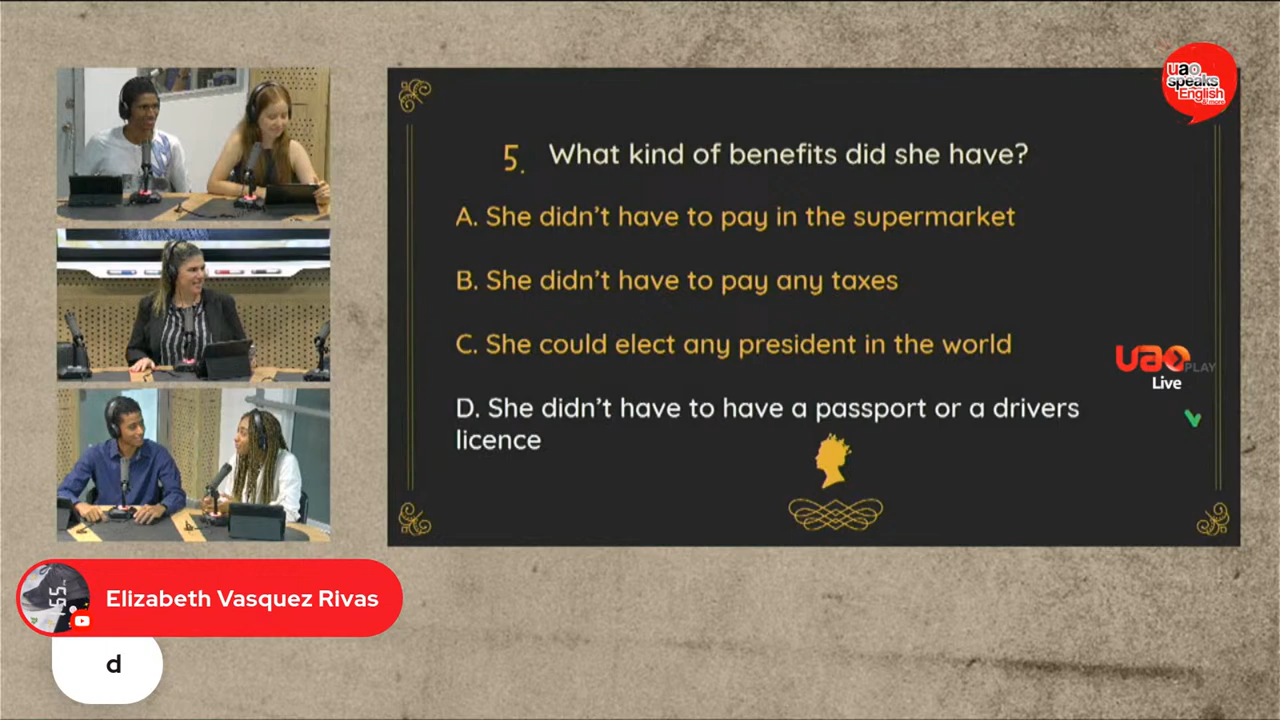 uao
speaks
English
& more
5. What kind of benefits did she have?
A. She didn't have to pay in the supermarket
B. She didn't have to pay any taxes
C. She could elect any president in the world
uao PLAY
Live
D. She didn't have to have a passport or a drivers
licence
Elizabeth Vasquez Rivas
d